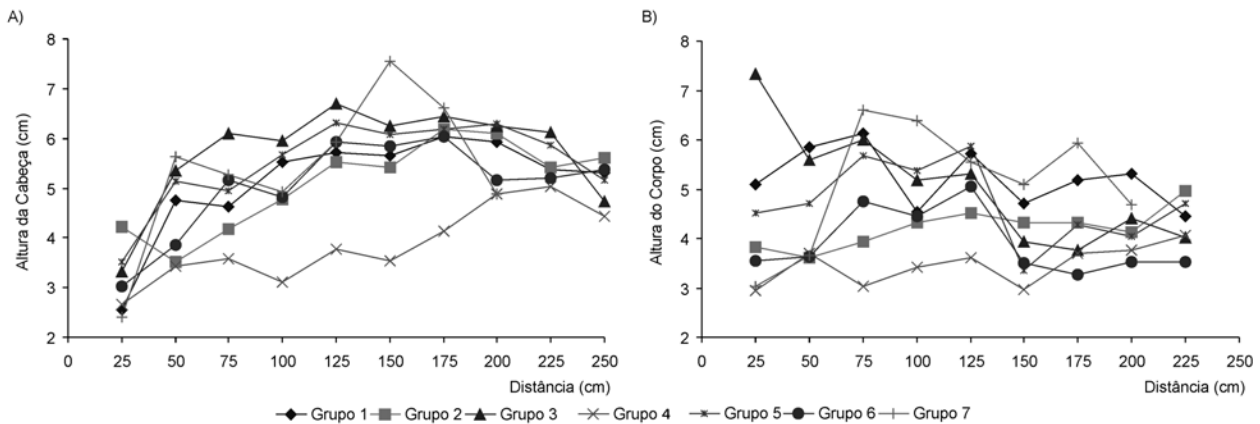 A)
B)
Altura da Cabeça (cm)
8
7
6
5
4
3
2
0 25 50 75 100 125 150 175 200 225 250
Distância (cm)
Altura do Corpo (cm)
8
7
6
5
4
3
2
0 25 50 75 100 125 150 175 200 225 250
Distância (cm)
Grupo 1 Grupo 2 Grupo 3 Grupo 4 Grupo 5 Grupo 6 Grupo 7